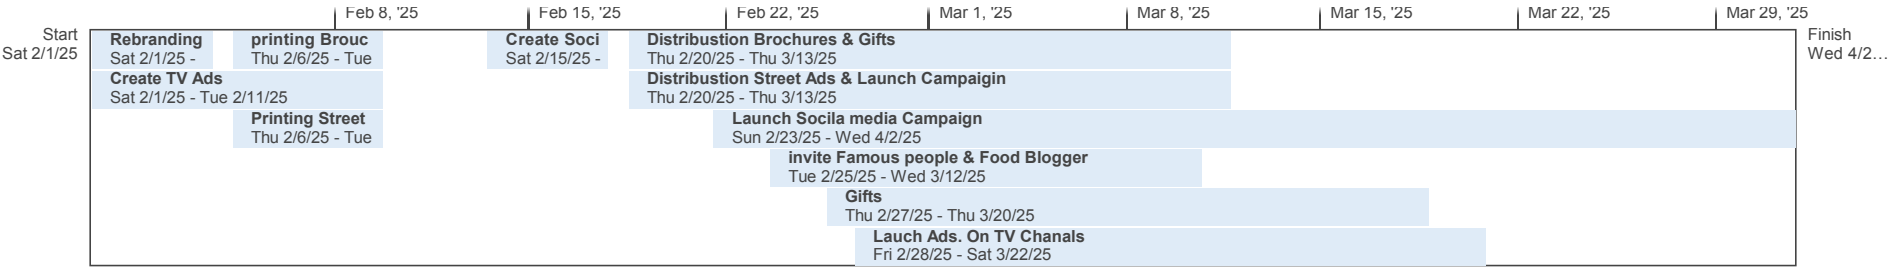 Feb 8, '25
Feb 15, '25
Feb 22, '25
Mar 1, '25
Mar 8, '25
Mar 15, '25
Mar 22, '25
Mar 29, '25
Start
Sat 2/1/25
Rebranding
Sat 2/1/25 -
printing Brouc
Thu 2/6/25 - Tue
Create Soci
Sat 2/15/25 -
Distribustion Brochures & Gifts
Thu 2/20/25 - Thu 3/13/25
Finish
Wed 4/2...
Create TV Ads
Sat 2/1/25 - Tue 2/11/25
Distribustion Street Ads & Launch Campaigin
Thu 2/20/25 - Thu 3/13/25
Printing Street
Thu 2/6/25 - Tue
Launch Socila media Campaign
Sun 2/23/25 - Wed 4/2/25
invite Famous people & Food Blogger
Tue 2/25/25 - Wed 3/12/25
Gifts
Thu 2/27/25 - Thu 3/20/25
Lauch Ads. On TV Chanals
Fri 2/28/25 - Sat 3/22/25